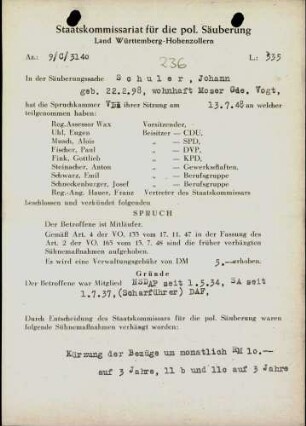 Staatskommissariat für die pol. Säuberung
Land Württemberg-Hohenzollern
Az.: 9/C/3140
L.: 335
236
In der Säuberungssache Schuler, Johann
geb. 22.2.98, wohnhaft Moser Gde. Vogt,
hat die Spruchkammer VIII ihrer Sitzung am 13.7.48 an welcher
teilgenommen haben:
Reg.Assessor Wax Vorsitzender,
Uhl, Eugen Beisitzer – CDU,
Munsh, Alois „ – SPD,
Fischer, Paul „ – DVP,
Fink, Gottlieb „ – KPD,
Steinacher, Anton „ – Gewerkschaften,
Schwarz, Emil „ – Berufsgruppe
Schreckenburger, Josef „ – Berufsgruppe
Reg.-Ang. Hauer, Franz Vertreter des Staatskommissars
beschlossen und verkündet folgenden
SPRUCH
Der Betroffene ist Mitläufer.
Gemäß Art. 4 der VO. 133 vom 17. 11. 47 in der Fassung des
Art. 2 der VO. 165 vom 13. 7. 48 sind die früher verhängten
Sühnemaßnahmen aufgehoben.
Es wird eine Verwaltungsgebühr von DM 5.– erhoben.
Gründe
Der Betroffene war Mitglied NSDAP seit 1.5.34, SA seit
1.7.37, (Scharführer) DAF,
Durch Entscheidung des Staatskommissars für die pol. Säuberung waren
folgende Sühnemaßnahmen verhängt worden:
Kürzung der Bezüge um monatlich RM 10.—
auf 3 Jahre, 11 b und 11c auf 3 Jahre